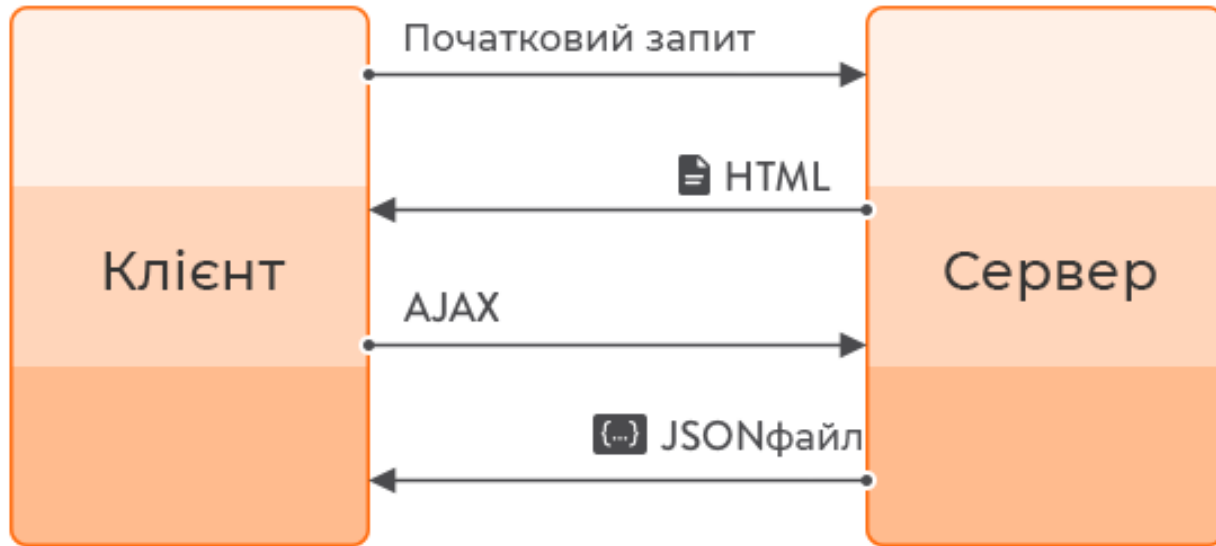 Початковий запит
HTML
Клієнт
Сервер
AJAX
{...} JSONфайл